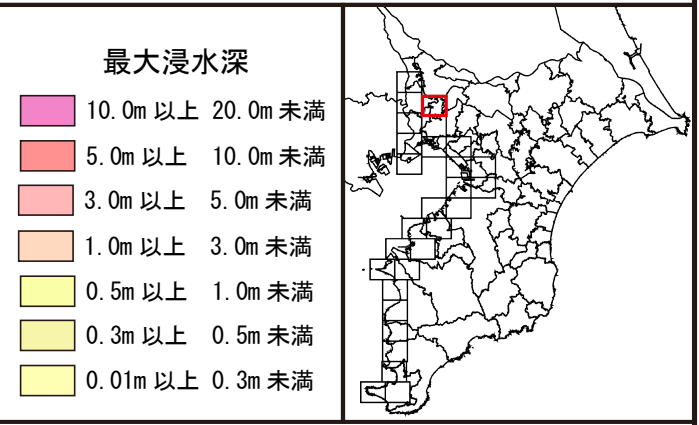 最大浸水深
10.0m 以上 20.0m 未満
5.0m 以上 10.0m 未満
3.0m 以上 5.0m 未満
1.0m 以上 3.0m 未満
0.5m 以上 1.0m 未満
0.3m 以上 0.5m 未満
0.01m 以上 0.3m 未満